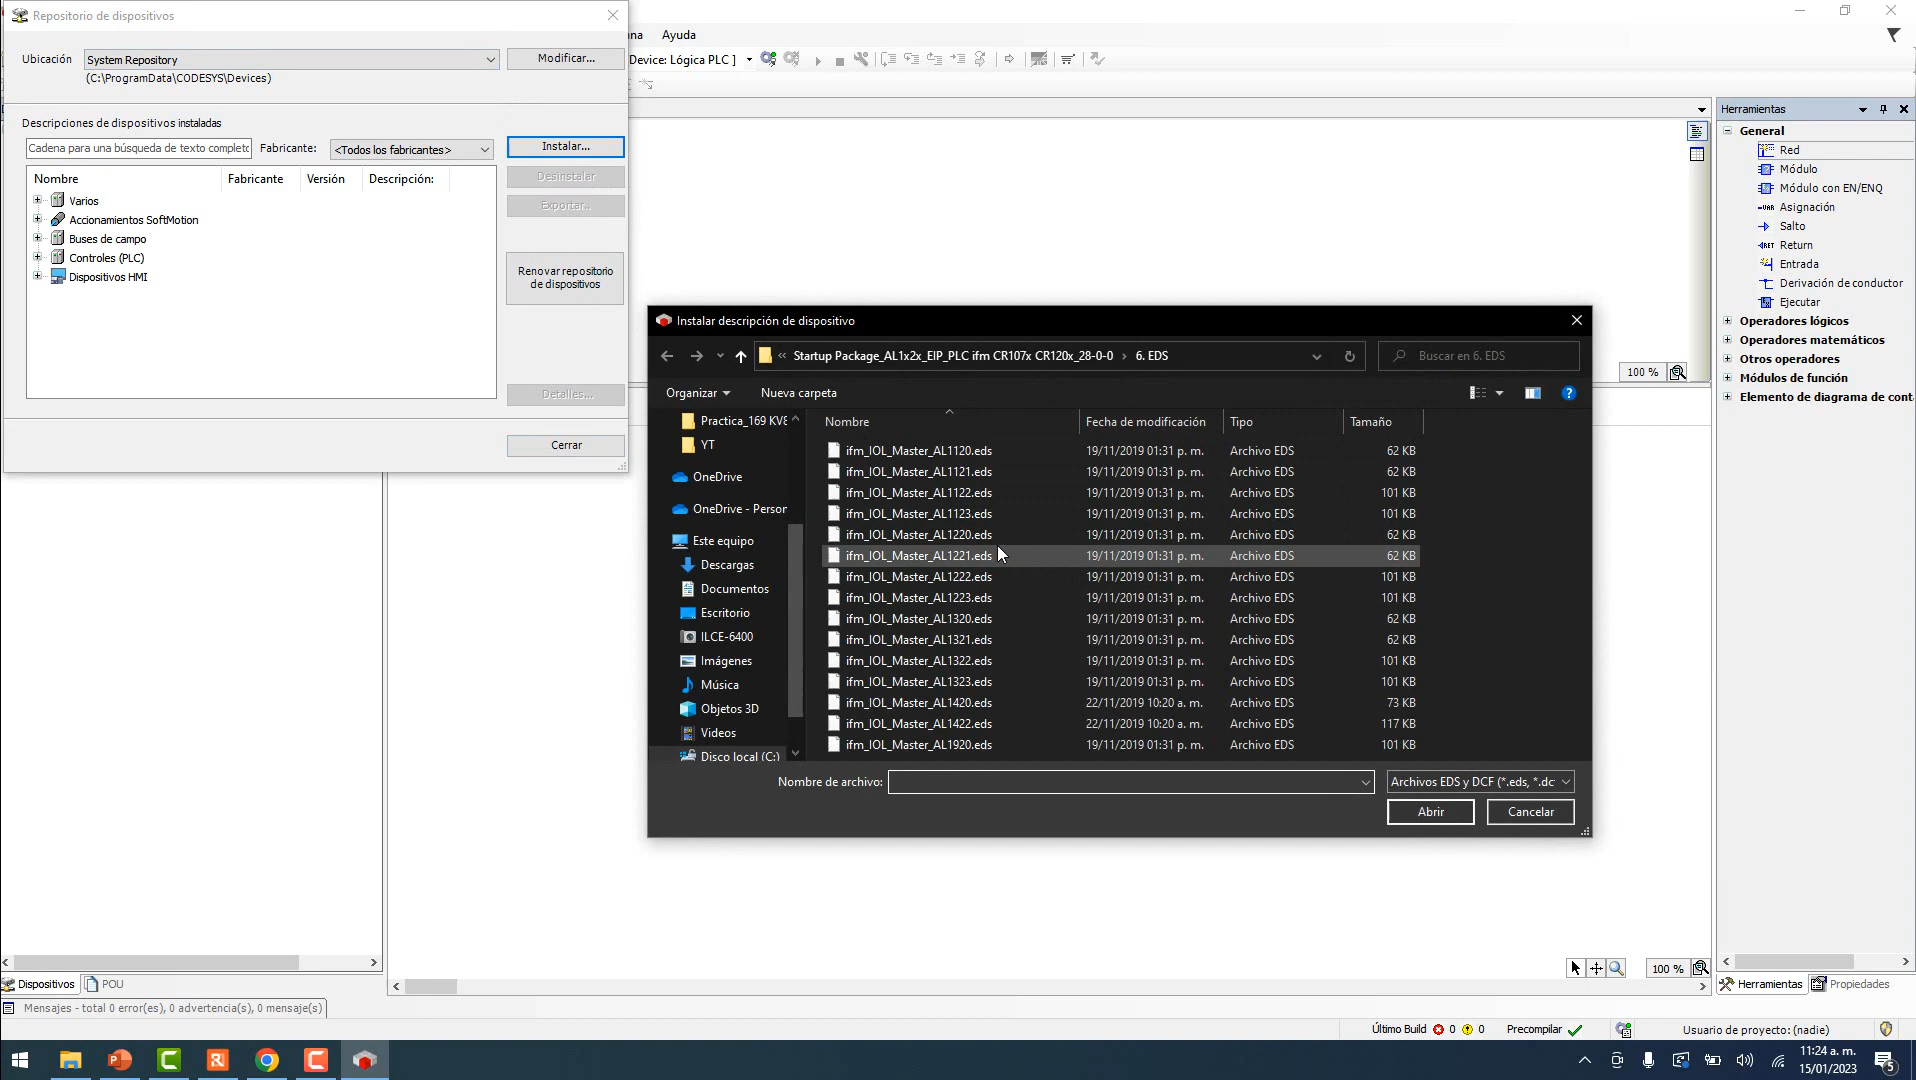 Repositorio de dispositivos
Ubicación
System Repository
Modificar...
(C:\ProgramData\CODESYS\Devices)
Descripciones de dispositivos instaladas
Cadena para una búsqueda de texto completo
Fabricante:
<Todos los fabricantes>
Instalar...
Desinstalar
Exportar..
Renovar repositorio
de dispositivos
Detalles...
Cerrar
Nombre Fabricante Versión Descripción:
Varios
Accionamientos SoftMotion
Buses de campo
Controles (PLC)
Dispositivos HMI
na Ayuda
Device: Lógica PLC ]
Instalar descripción de dispositivo
« Startup Package_AL1x2x_EIP_PLC ifm CR107x CR120x_28-0-0 › 6. EDS
Buscar en 6. EDS
Organizar Nueva carpeta
Practica_169 KV8
YT
OneDrive
OneDrive - Person
Este equipo
Descargas
Documentos
Escritorio
ILCE-6400
Imágenes
Música
Objetos 3D
Videos
Disco local (C:)
Nombre Fecha de modificación Tipo Tamaño
ifm_IOL_Master_AL1120.eds 19/11/2019 01:31 p. m. Archivo EDS 62 KB
ifm_IOL_Master_AL1121.eds 19/11/2019 01:31 p. m. Archivo EDS 62 KB
ifm_IOL_Master_AL1122.eds 19/11/2019 01:31 p. m. Archivo EDS 101 KB
ifm_IOL_Master_AL1123.eds 19/11/2019 01:31 p. m. Archivo EDS 101 KB
ifm_IOL_Master_AL1220.eds 19/11/2019 01:31 p. m. Archivo EDS 62 KB
ifm_IOL_Master_AL1221.eds 19/11/2019 01:31 p. m. Archivo EDS 62 KB
ifm_IOL_Master_AL1222.eds 19/11/2019 01:31 p. m. Archivo EDS 101 KB
ifm_IOL_Master_AL1223.eds 19/11/2019 01:31 p. m. Archivo EDS 101 KB
ifm_IOL_Master_AL1320.eds 19/11/2019 01:31 p. m. Archivo EDS 62 KB
ifm_IOL_Master_AL1321.eds 19/11/2019 01:31 p. m. Archivo EDS 62 KB
ifm_IOL_Master_AL1322.eds 19/11/2019 01:31 p. m. Archivo EDS 101 KB
ifm_IOL_Master_AL1323.eds 19/11/2019 01:31 p. m. Archivo EDS 101 KB
ifm_IOL_Master_AL1420.eds 22/11/2019 10:20 a. m. Archivo EDS 73 KB
ifm_IOL_Master_AL1422.eds 22/11/2019 10:20 a. m. Archivo EDS 117 KB
ifm_IOL_Master_AL1920.eds 19/11/2019 01:31 p. m. Archivo EDS 101 KB
Nombre de archivo:
Archivos EDS y DCF (*.eds, *.dc
Abrir Cancelar
Herramientas
General
Red
Módulo
Módulo con EN/ENQ
-VAR Asignación
Salto
RET Return
Entrada
Derivación de conductor
Ejecutar
Operadores lógicos
Operadores matemáticos
Otros operadores
Módulos de función
Elemento de diagrama de cont
100 %
100 %
Dispositivos POU
Herramientas Propiedades
Mensajes - total 0 error(es), 0 advertencia(s), 0 mensaje(s)
Último Build 0 0 Precompilar Usuario de proyecto: (nadie)
11:24 a. m.
15/01/2023
5